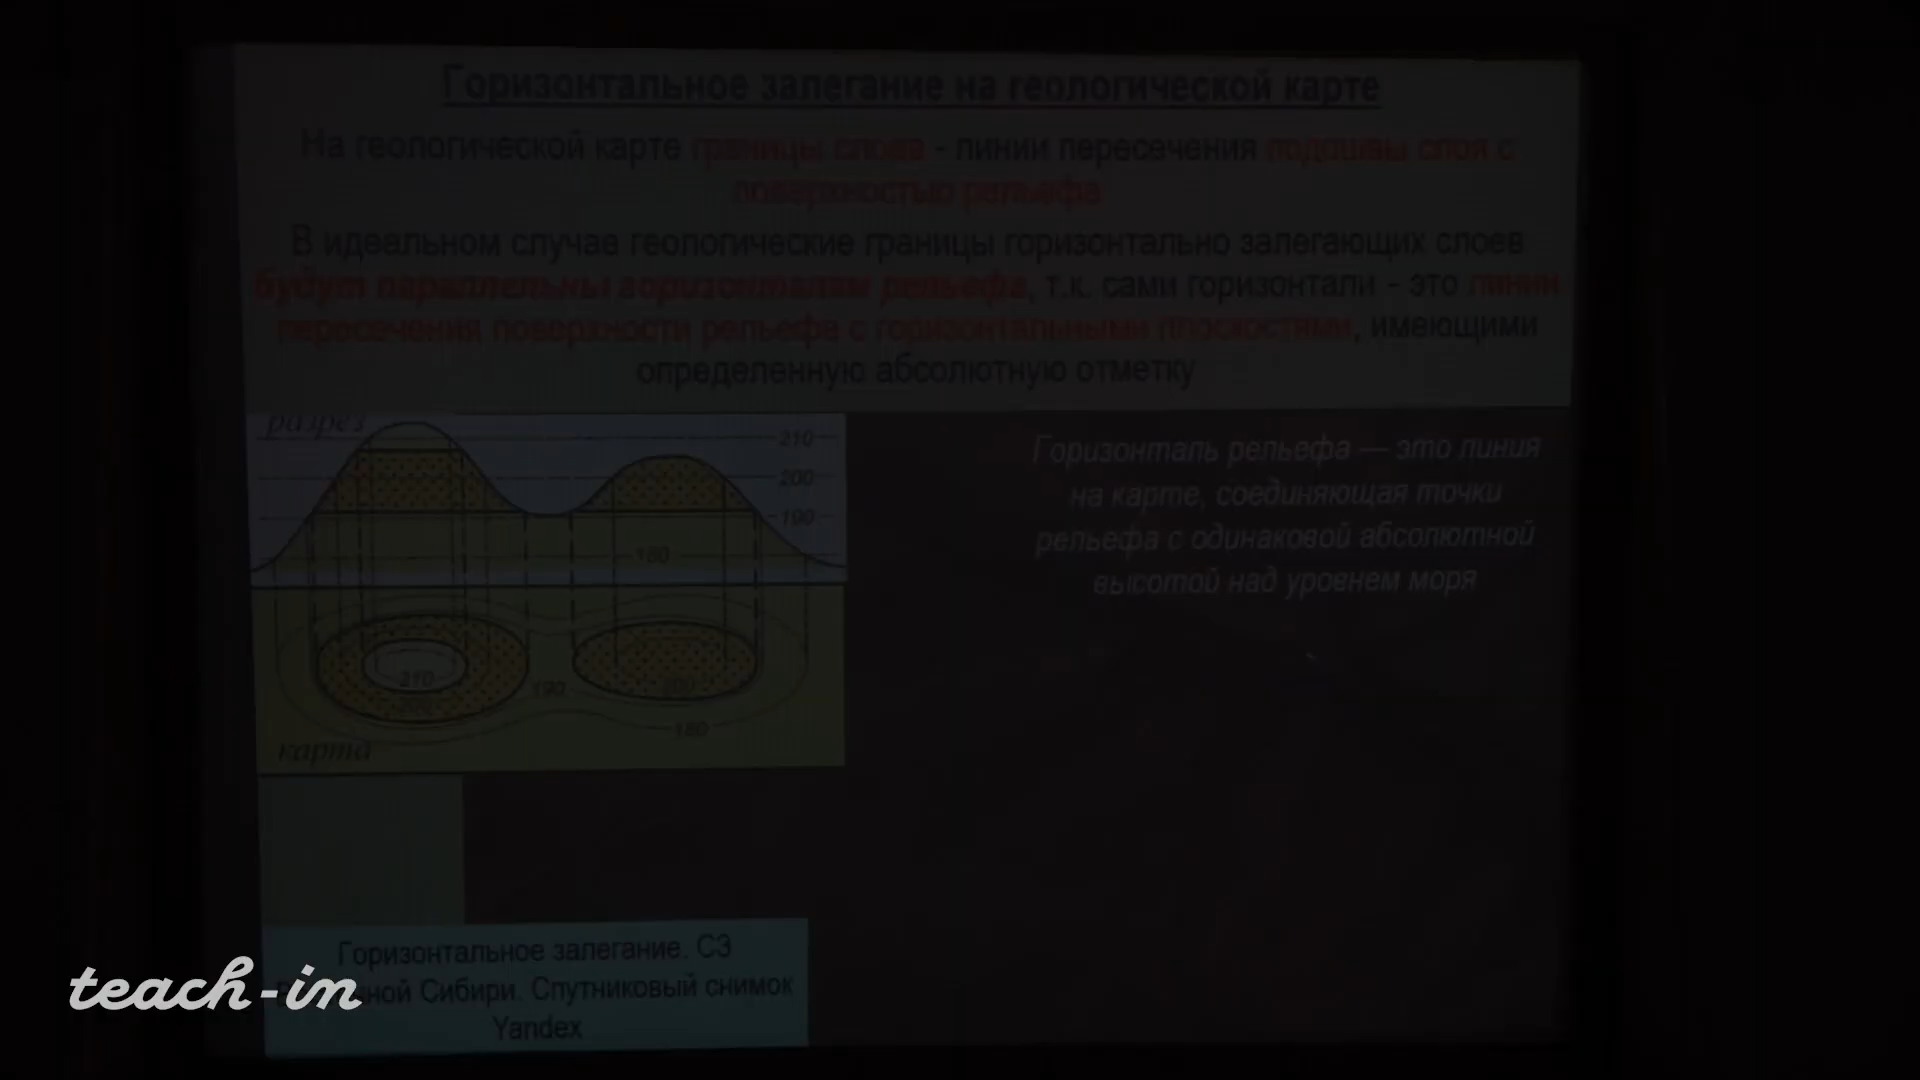 Горизонтальное залегание на геологической карте
На геологической карте границы слоев - линии пересечения подошвы слоя с
поверхностью рельефа
В идеальном случае геологические границы горизонтально залегающих слоев
будут параллельны горизонталям рельефа, т.к. сами горизонтали - это линии
пересечения поверхности рельефа с горизонтальными плоскостями, имеющими
определенную абсолютную отметку
разрез
210
200
190
180
Горизонталь рельефа — это линия
на карте, соединяющая точки
рельефа с одинаковой абсолютной
высотой над уровнем моря
210
200
190
200
180
карта
Горизонтальное залегание. СЗ
Сибири. Спутниковый снимок
Yandex
teach-in